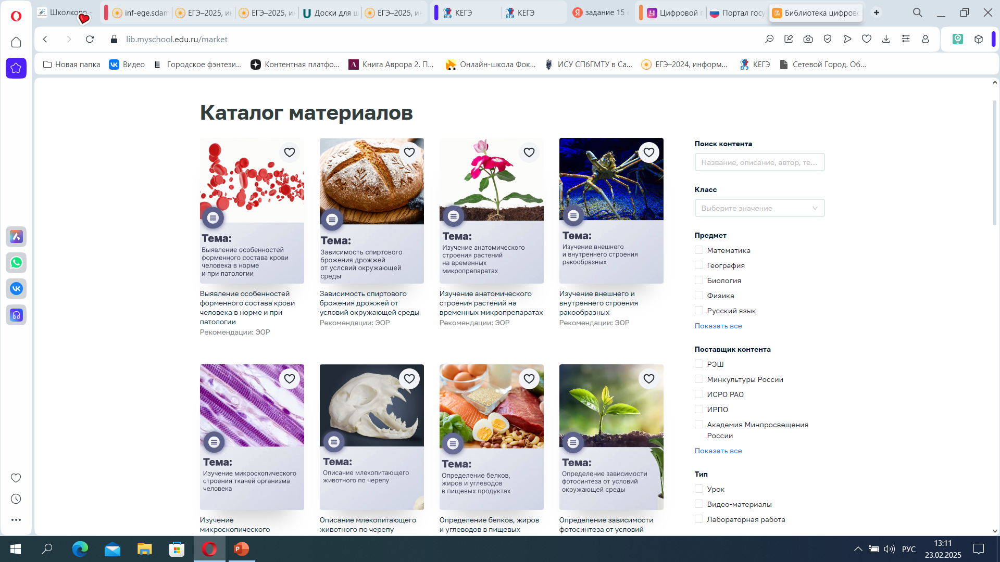 Школково -
inf-ege.sdam
ЕГЭ–2025, ин
ЕГЭ–2025, ин
Доски для ш
ЕГЭ–2025, ин
КЕГЭ
КЕГЭ
задание 15 е
Цифровой г
Портал госу
Библиотека цифрово
lib.myschool.edu.ru/market
Новая папка
Видео
Городское фэнтези...
Контентная платфо...
Книга Аврора 2. П...
Онлайн-школа Фок...
ИСУ СПбГМТУ в Са...
ЕГЭ–2024, информ...
КЕГЭ
Сетевой Город. Об...
Каталог материалов
Тема:
Выявление особенностей
форменного состава крови
человека в норме
и при патологии
Тема:
Зависимость спиртового
брожения дрожжей
от условий окружающей
среды
Тема:
Изучение анатомического
строения растений
на временных
микропрепаратах
Тема:
Изучение внешнего
и внутреннего строения
ракообразных
Выявление особенностей
форменного состава крови
человека в норме и при
патологии
Рекомендации: ЭОР
Зависимость спиртового
брожения дрожжей от
условий окружающей среды
Рекомендации: ЭОР
Изучение анатомического
строения растений на
временных микропрепаратах
Рекомендации: ЭОР
Изучение внешнего и
внутреннего строения
ракообразных
Рекомендации: ЭОР
Тема:
Изучение микроскопического
строения тканей организма
человека
Тема:
Описание млекопитающего
животного по черепу
Тема:
Определение белков,
жиров и углеводов
в пищевых продуктах
Тема:
Определение зависимости
фотосинтеза от условий
окружающей среды
Изучение
микроскопического
Описание млекопитающего
животного по черепу
Определение белков, жиров
и углеводов в пищевых
Определение зависимости
фотосинтеза от условий
Поиск контента
Название, описание, автор, те...
Класс
Выберите значение
Предмет
Математика
География
Биология
Физика
Русский язык
Показать все
Поставщик контента
РЭШ
Минкультуры России
ИСРО РАО
ИРПО
Академия Минпросвещения
России
Показать все
Тип
Урок
Видео-материалы
Лабораторная работа
РУС
13:11
23.02.2025